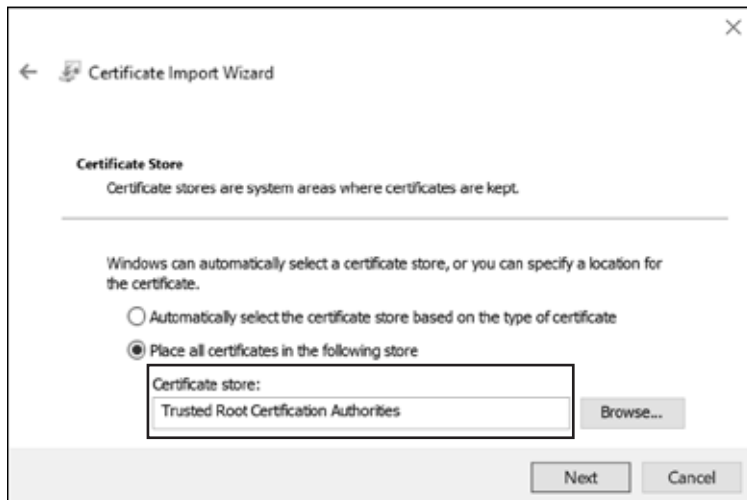 Certificate Import Wizard
Certificate Store
Certificate stores are system areas where certificates are kept.
Windows can automatically select a certificate store, or you can specify a location for
the certificate.
Automatically select the certificate store based on the type of certificate
Place all certificates in the following store
Certificate store:
Trusted Root Certification Authorities
Browse...
Next
Cancel